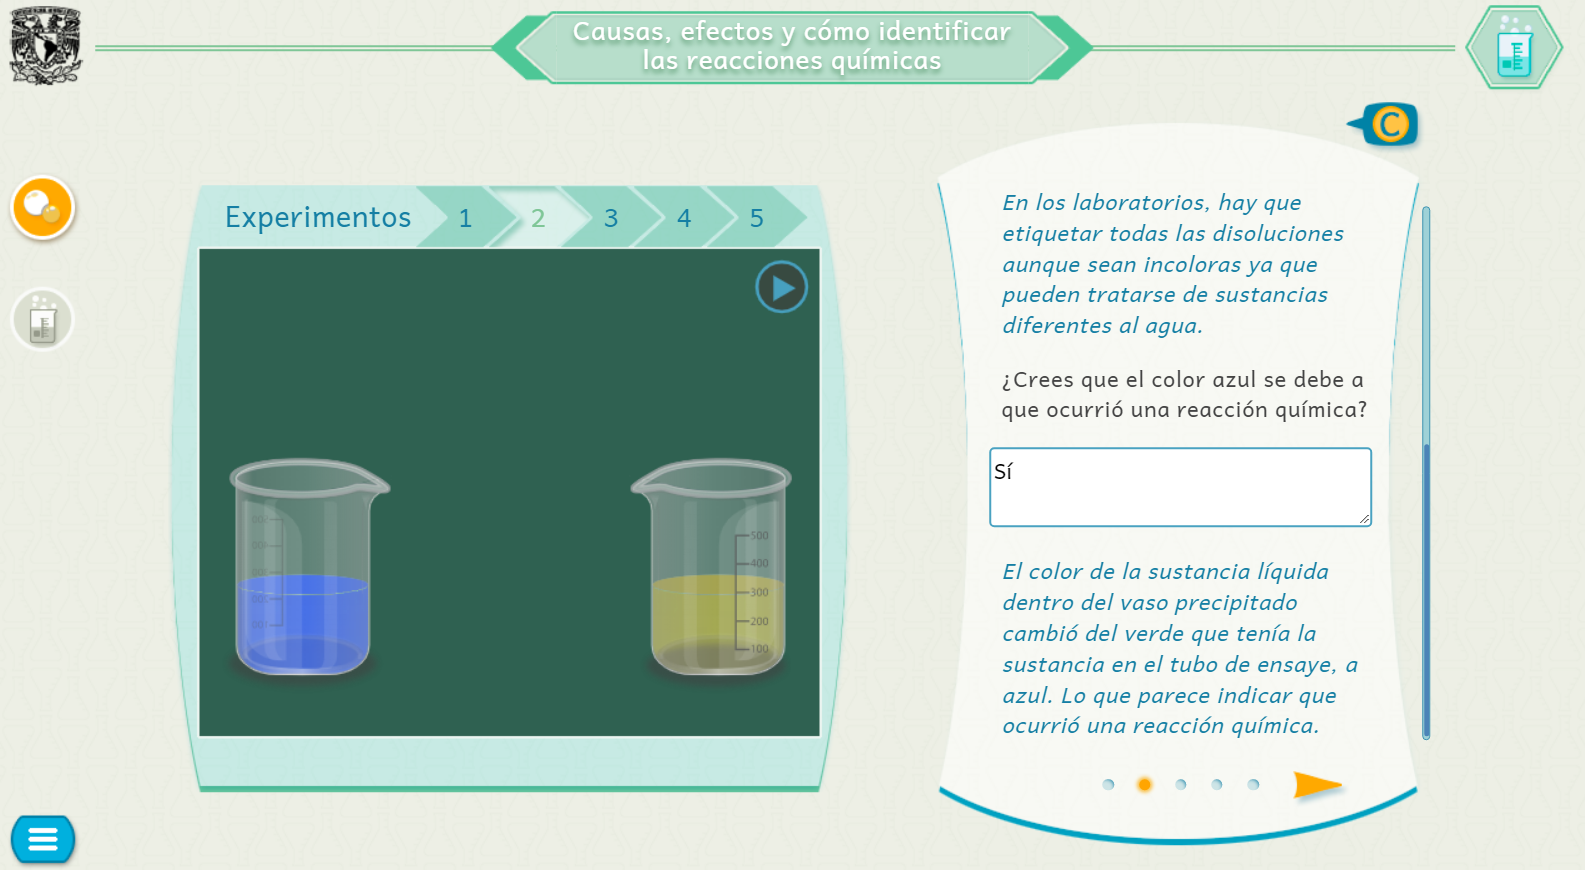 Causas, efectos y cómo identificar
las reacciones químicas
C
Experimentos 1 2 3 4 5
500
400
300
200
100
En los laboratorios, hay que
etiquetar todas las disoluciones
aunque sean incoloras ya que
pueden tratarse de sustancias
diferentes al agua.
¿Crees que el color azul se debe a
que ocurrió una reacción química?
Sí
El color de la sustancia líquida
dentro del vaso precipitado
cambió del verde que tenía la
sustancia en el tubo de ensaye, a
azul. Lo que parece indicar que
ocurrió una reacción química.